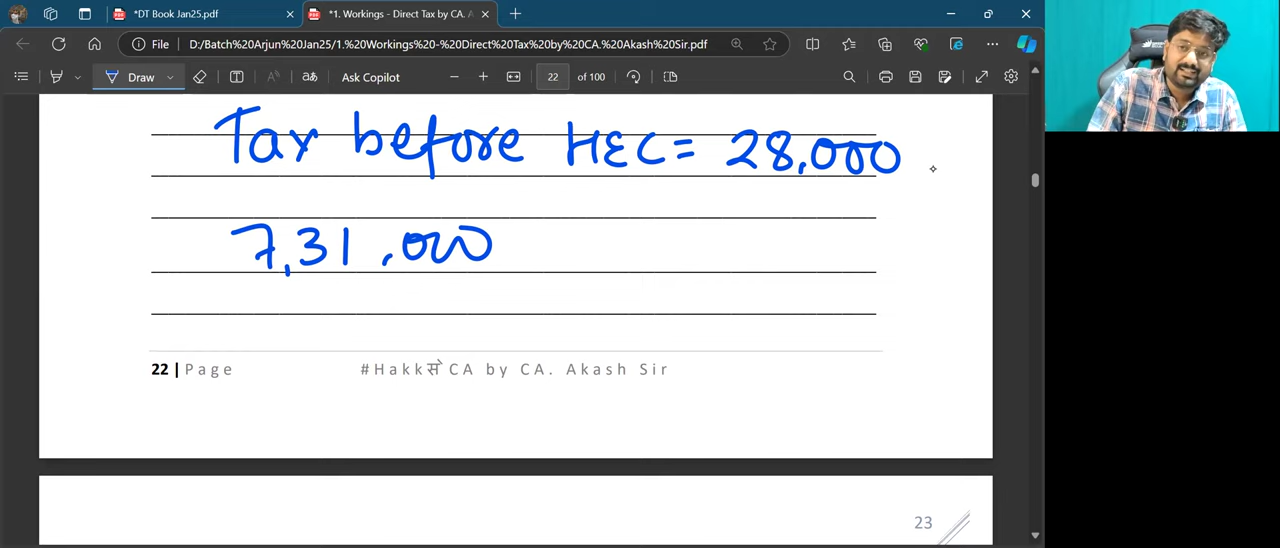 *DT Book Jan25.pdf
*1. Workings - Direct Tax by CA. A
File
D:/Batch%20Arjun%20Jan25/1.%20Workings%20-%20Direct%20Tax%20by%20CA.%20Akash%20Sir.pdf
Draw
aあ
Ask Copilot
22 of 100
Tax before HEC = 28,000
7,31,000
22 | Page
#Hakkसे CA by CA. Akash Sir
23